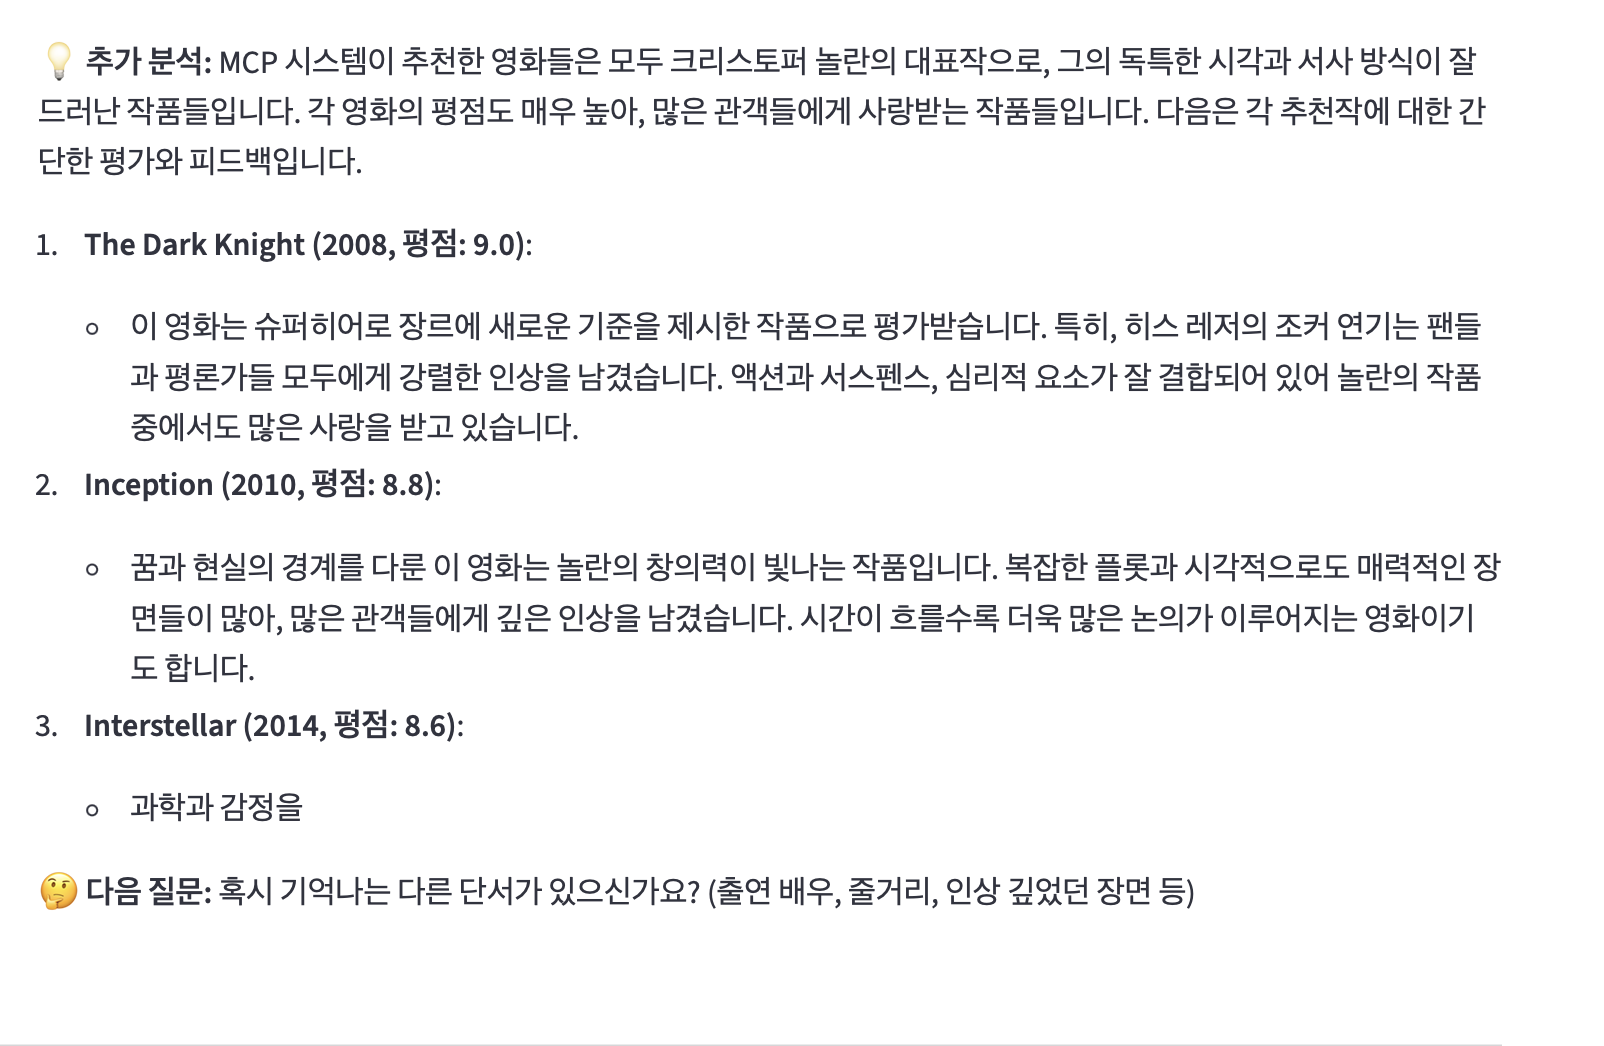 💡 추가 분석: MCP 시스템이 추천한 영화들은 모두 크리스토퍼 놀란의 대표작으로, 그의 독특한 시각과 서사 방식이 잘
드러난 작품들입니다. 각 영화의 평점도 매우 높아, 많은 관객들에게 사랑받는 작품들입니다. 다음은 각 추천작에 대한 간
단한 평가와 피드백입니다.
1. The Dark Knight (2008, 평점: 9.0):
이 영화는 슈퍼히어로 장르에 새로운 기준을 제시한 작품으로 평가받습니다. 특히, 히스 레저의 조커 연기는 팬들
과 평론가들 모두에게 강렬한 인상을 남겼습니다. 액션과 서스펜스, 심리적 요소가 잘 결합되어 있어 놀란의 작품
중에서도 많은 사랑을 받고 있습니다.
2. Inception (2010, 평점: 8.8):
꿈과 현실의 경계를 다룬 이 영화는 놀란의 창의력이 빛나는 작품입니다. 복잡한 플롯과 시각적으로도 매력적인 장
면들이 많아, 많은 관객들에게 깊은 인상을 남겼습니다. 시간이 흐를수록 더욱 많은 논의가 이루어지는 영화이기
도 합니다.
3. Interstellar (2014, 평점: 8.6):
과학과 감정을
🤔 다음 질문: 혹시 기억나는 다른 단서가 있으신가요? (출연 배우, 줄거리, 인상 깊었던 장면 등)